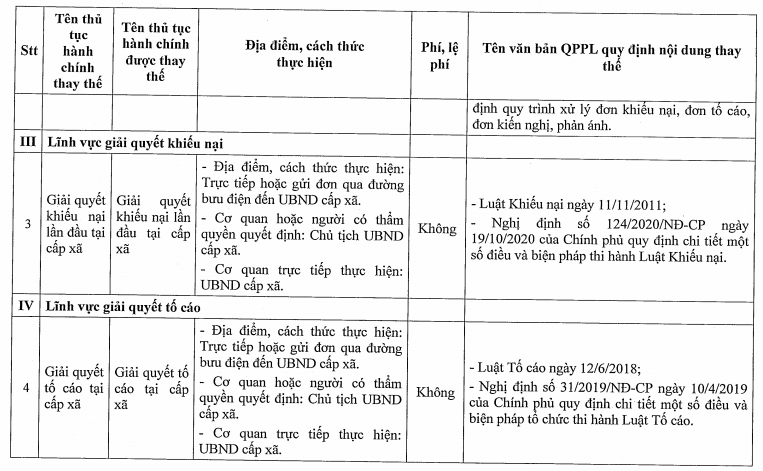 Stt
Tên thủ
tục
hành
chính
thay thế
Tên thủ tục
hành chính
được thay
thế
Địa điểm, cách thức
thực hiện
Phí, lệ
phí
Tên văn bản QPPL quy định nội dung thay
thế
định quy trình xử lý đơn khiếu nại, đơn tố cáo,
đơn kiến nghị, phản ánh.
III Lĩnh vực giải quyết khiếu nại
3
Giải quyết
khiếu nại
lần đầu tại
cấp xã
Giải quyết
khiếu nại lần
đầu tại cấp
xã
- Địa điểm, cách thức thực hiện:
Trực tiếp hoặc gửi đơn qua đường
bưu điện đến UBND cấp xã.
- Cơ quan hoặc người có thẩm
quyền quyết định: Chủ tịch UBND
cấp xã.
- Cơ quan trực tiếp thực hiện:
UBND cấp xã.
Không
- Luật Khiếu nại ngày 11/11/2011;
- Nghị định số 124/2020/NĐ-CP ngày
19/10/2020 của Chính phủ quy định chi tiết một
số điều và biện pháp thi hành Luật Khiếu nại.
IV Lĩnh vực giải quyết tố cáo
4
Giải quyết
tố cáo tại
cấp xã
Giải quyết tố
cáo tại cấp
xã
- Địa điểm, cách thức thực hiện:
Trực tiếp hoặc gửi đơn qua đường
bưu điện đến UBND cấp xã.
- Cơ quan hoặc người có thẩm
quyền quyết định: Chủ tịch UBND
cấp xã.
- Cơ quan trực tiếp thực hiện:
UBND cấp xã.
Không
- Luật Tố cáo ngày 12/6/2018;
- Nghị định số 31/2019/NĐ-CP ngày 10/4/2019
của Chính phủ quy định chi tiết một số điều và
biện pháp tổ chức thi hành Luật Tố cáo.